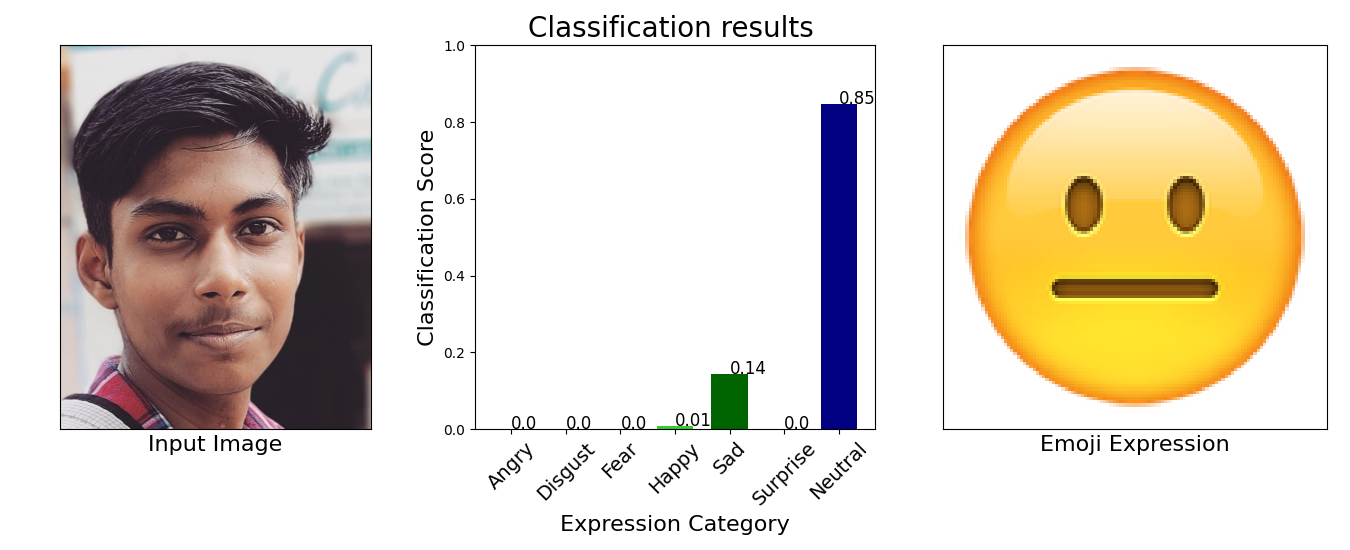 Classification results
1.0
0.8
0.6
0.4
0.2
0.0
Classification Score
0.0
0.0
0.0
0.01
0.14
0.0
0.85
Angry
Disgust
Fear
Happy
Sad
Surprise
Neutral
Expression Category
Input Image
Emoji Expression